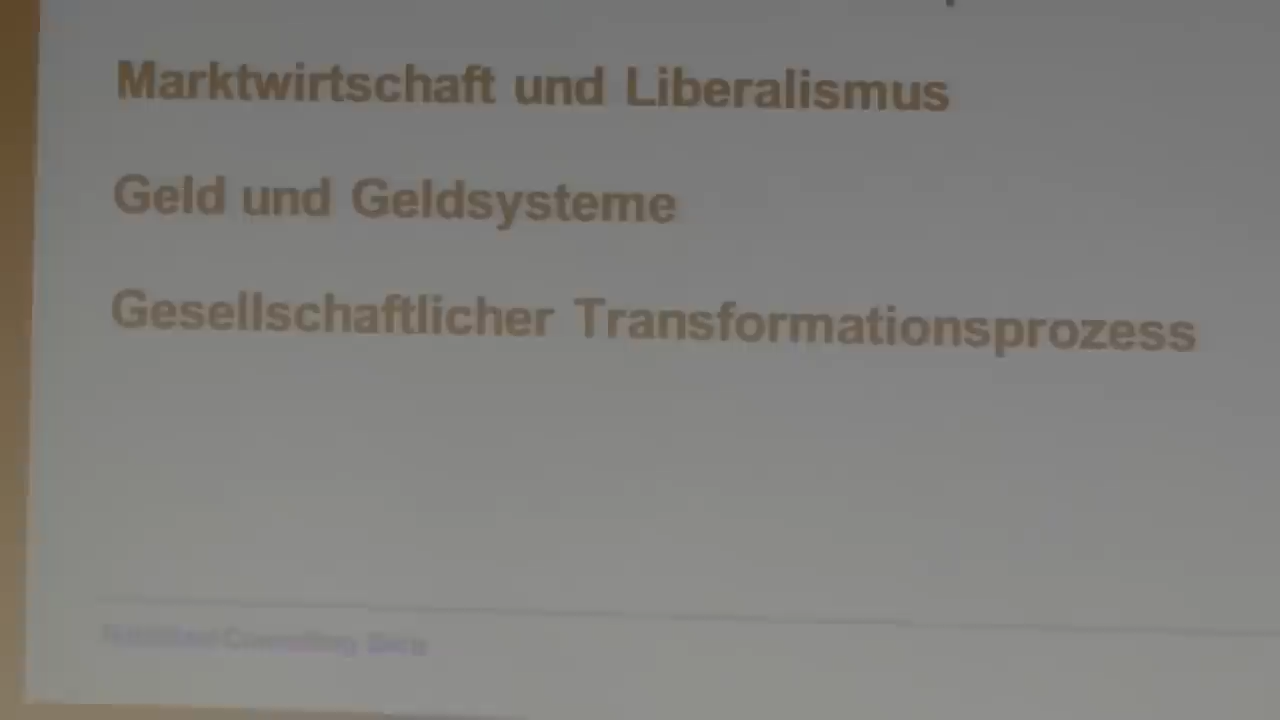 Marktwirtschaft und Liberalismus
Geld und Geldsysteme
Gesellschaftlicher Transformationsprozess